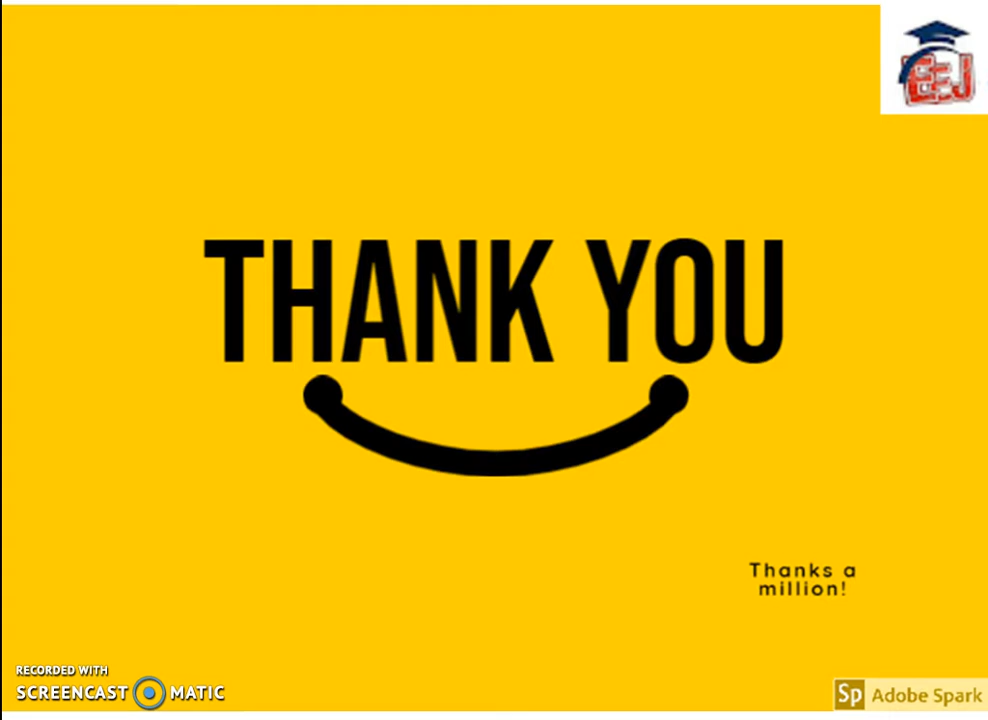 EEJ
THANK YOU
Thanks a
million!
RECORDED WITH
SCREENCAST MATIC
Sp Adobe Spark